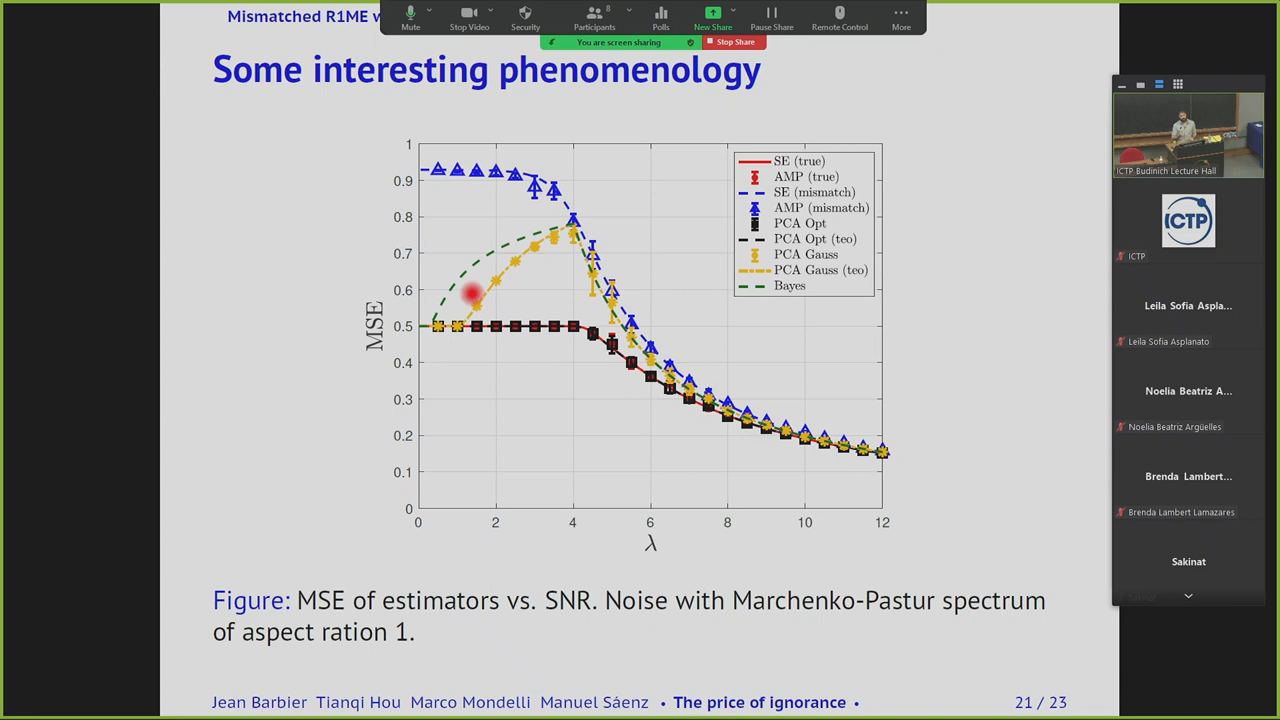 Mismatched R1ME
Mute
Stop Video
Security
8
Participants
Polls
New Share
Pause Share
Remote Control
More
You are screen sharing
Stop Share
Some interesting phenomenology
1
0.9
0.8
0.7
0.6
0.5
0.4
0.3
0.2
0.1
0
MSE
0 2 4 6 8 10 12
λ
SE (true)
AMP (true)
SE (mismatch)
AMP (mismatch)
PCA Opt
PCA Opt (teo)
PCA Gauss
PCA Gauss (teo)
Bayes
Figure: MSE of estimators vs. SNR. Noise with Marchenko-Pastur spectrum
of aspect ration 1.
Jean Barbier Tianqi Hou Marco Mondelli Manuel Sáenz • The price of ignorance •
21 / 23
ICTP Budinich Lecture Hall
ICTP
ICTP
Leila Sofia Aspla...
Leila Sofia Asplanato
Noelia Beatriz A...
Noelia Beatriz Argüelles
Brenda Lambert...
Brenda Lambert Lamazares
Sakinat